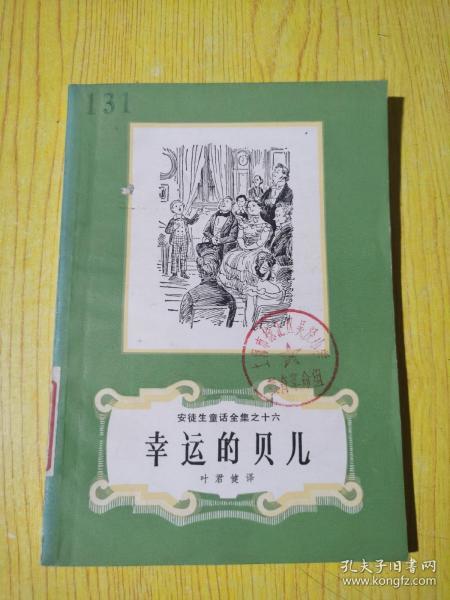 131
安徒生童话全集之十六
幸运的贝儿
叶君健译
孔夫子旧书网
www.kongfz.com